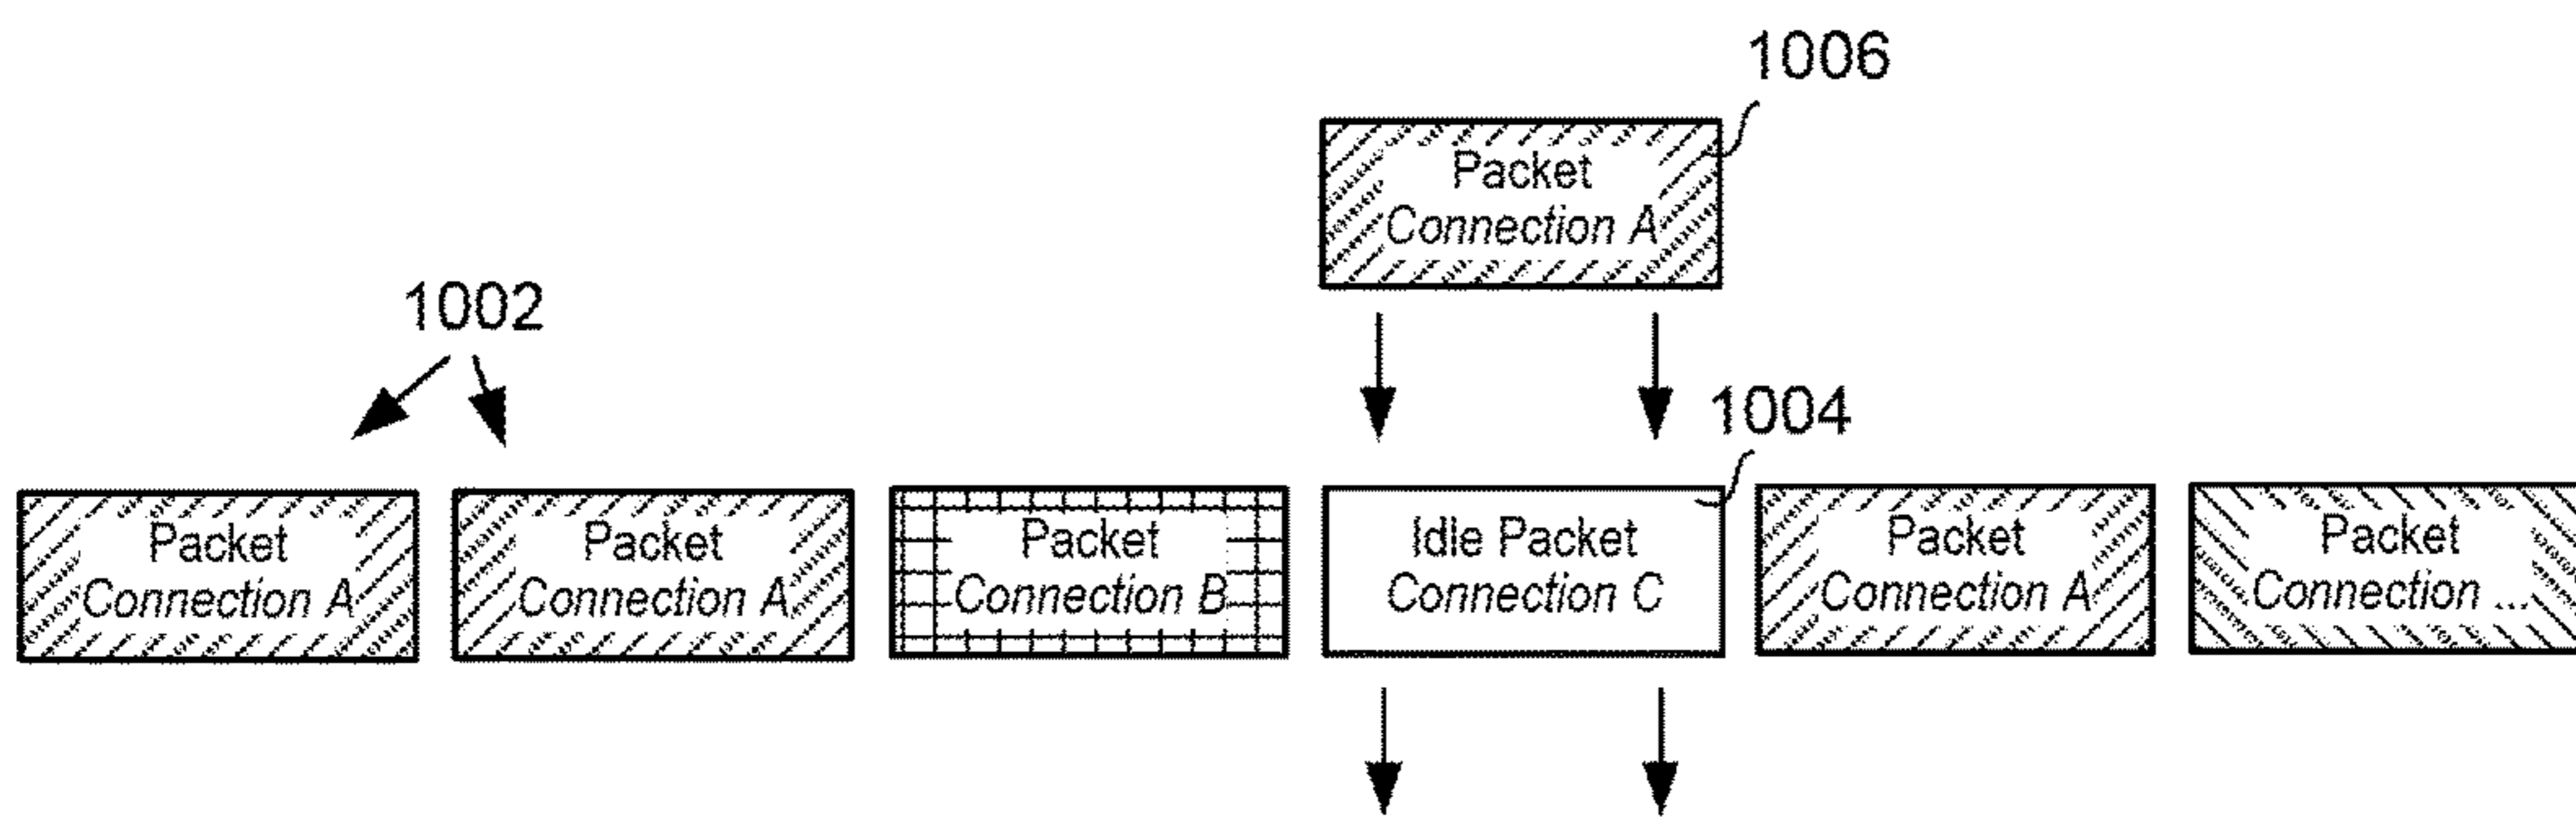 1006
Packet
Connection A
1002
1004
Packet
Connection A
Packet
Connection A
Packet
Connection B
Idle Packet
Connection C
Packet
Connection A
Packet
Connection ...